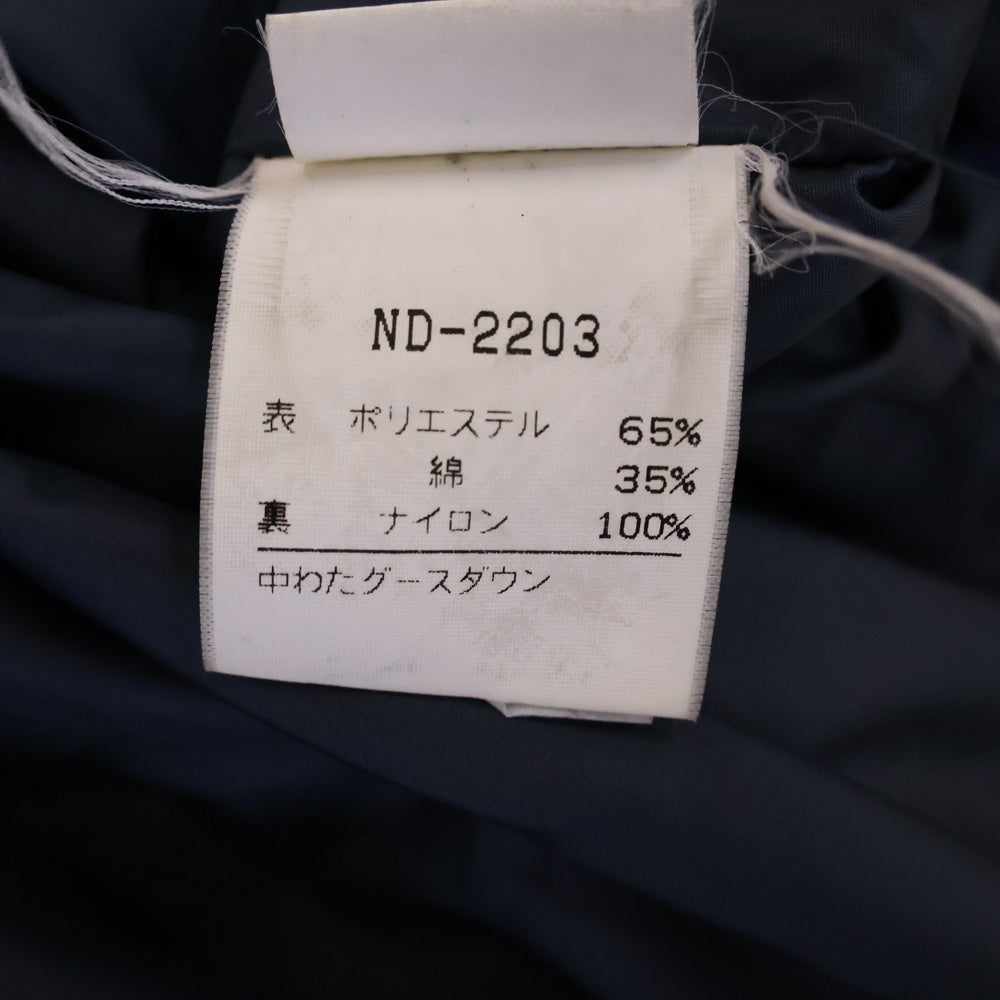 ND-2203
表 ポリエステル 65%
綿 35%
裏 ナイロン 100%
中わたグースダウン